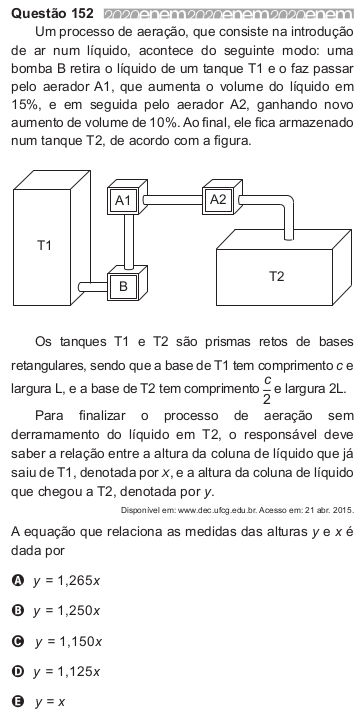 Questão 152 2020enem2020enem2020enem
Um processo de aeração, que consiste na introdução
de ar num líquido, acontece do seguinte modo: uma
bomba B retira o líquido de um tanque T1 e o faz passar
pelo aerador A1, que aumenta o volume do líquido em
15%, e em seguida pelo aerador A2, ganhando novo
aumento de volume de 10%. Ao final, ele fica armazenado
num tanque T2, de acordo com a figura.
A1
A2
T1
B
T2
Os tanques T1 e T2 são prismas retos de bases
retangulares, sendo que a base de T1 tem comprimento c e
largura L, e a base de T2 tem comprimento c/2 e largura 2L.
Para finalizar o processo de aeração sem
derramamento do líquido em T2, o responsável deve
saber a relação entre a altura da coluna de líquido que já
saiu de T1, denotada por x, e a altura da coluna de líquido
que chegou a T2, denotada por y.
Disponível em: www.dec.ufcg.edu.br. Acesso em: 21 abr. 2015.
A equação que relaciona as medidas das alturas y e x é
dada por
A y = 1,265x
B y = 1,250x
C y = 1,150x
D y = 1,125x
E y = x